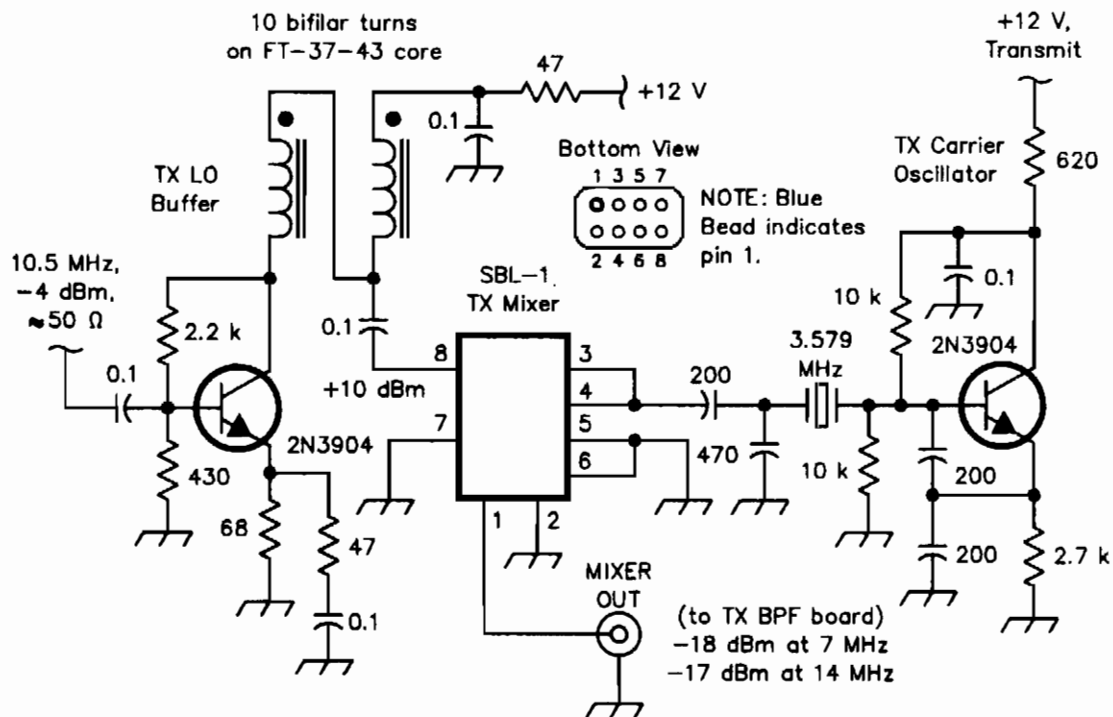 10 bifilar turns
on FT-37-43 core
+12 V,
Transmit
47
+12 V
0.1
620
TX LO
Buffer
Bottom View
1 3 5 7
2 4 6 8
NOTE: Blue
Bead indicates
pin 1.
TX Carrier
Oscillator
10.5 MHz,
-4 dBm,
≈50 Ω
2.2 k
0.1
SBL-1
TX Mixer
10 k
0.1
3.579
MHz
2N3904
0.1
+10 dBm
8
7
3
4
5
6
1
2
200
470
10 k
200
200
2.7 k
2N3904
430
68
47
0.1
MIXER
OUT
(to TX BPF board)
-18 dBm at 7 MHz
-17 dBm at 14 MHz